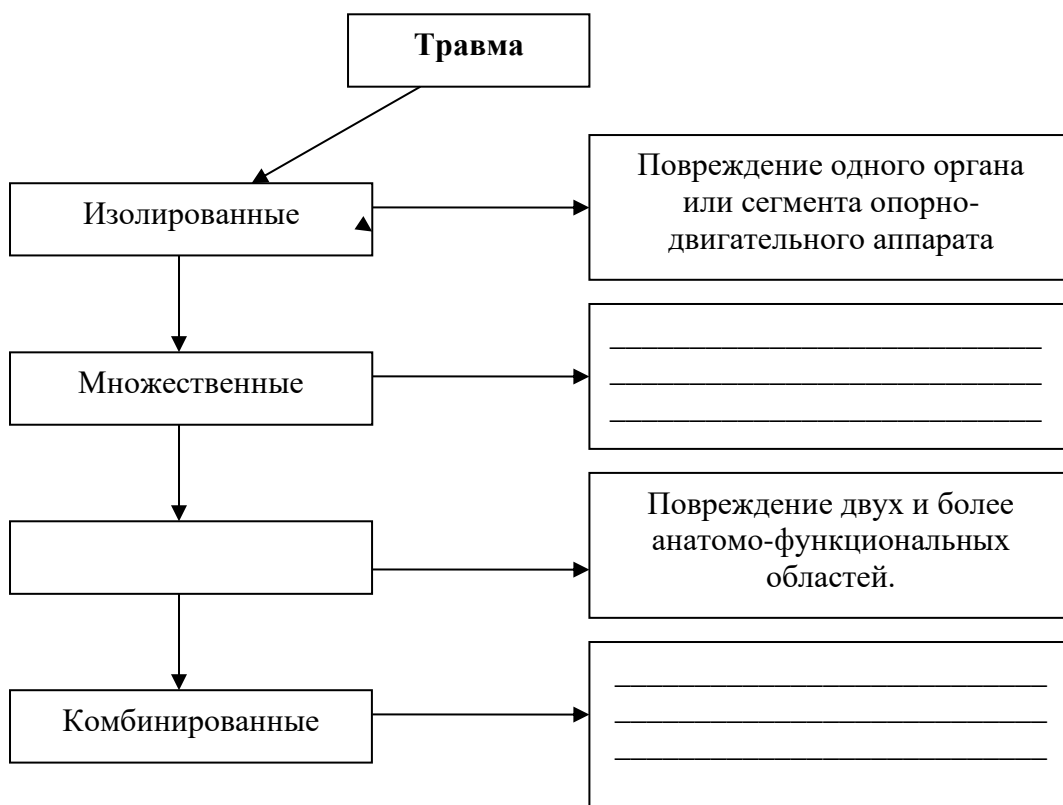 Травма
Изолированные
Повреждение одного органа
или сегмента опорно-
двигательного аппарата
Множественные
Повреждение двух и более
анатомо-функциональных
областей.
Комбинированные